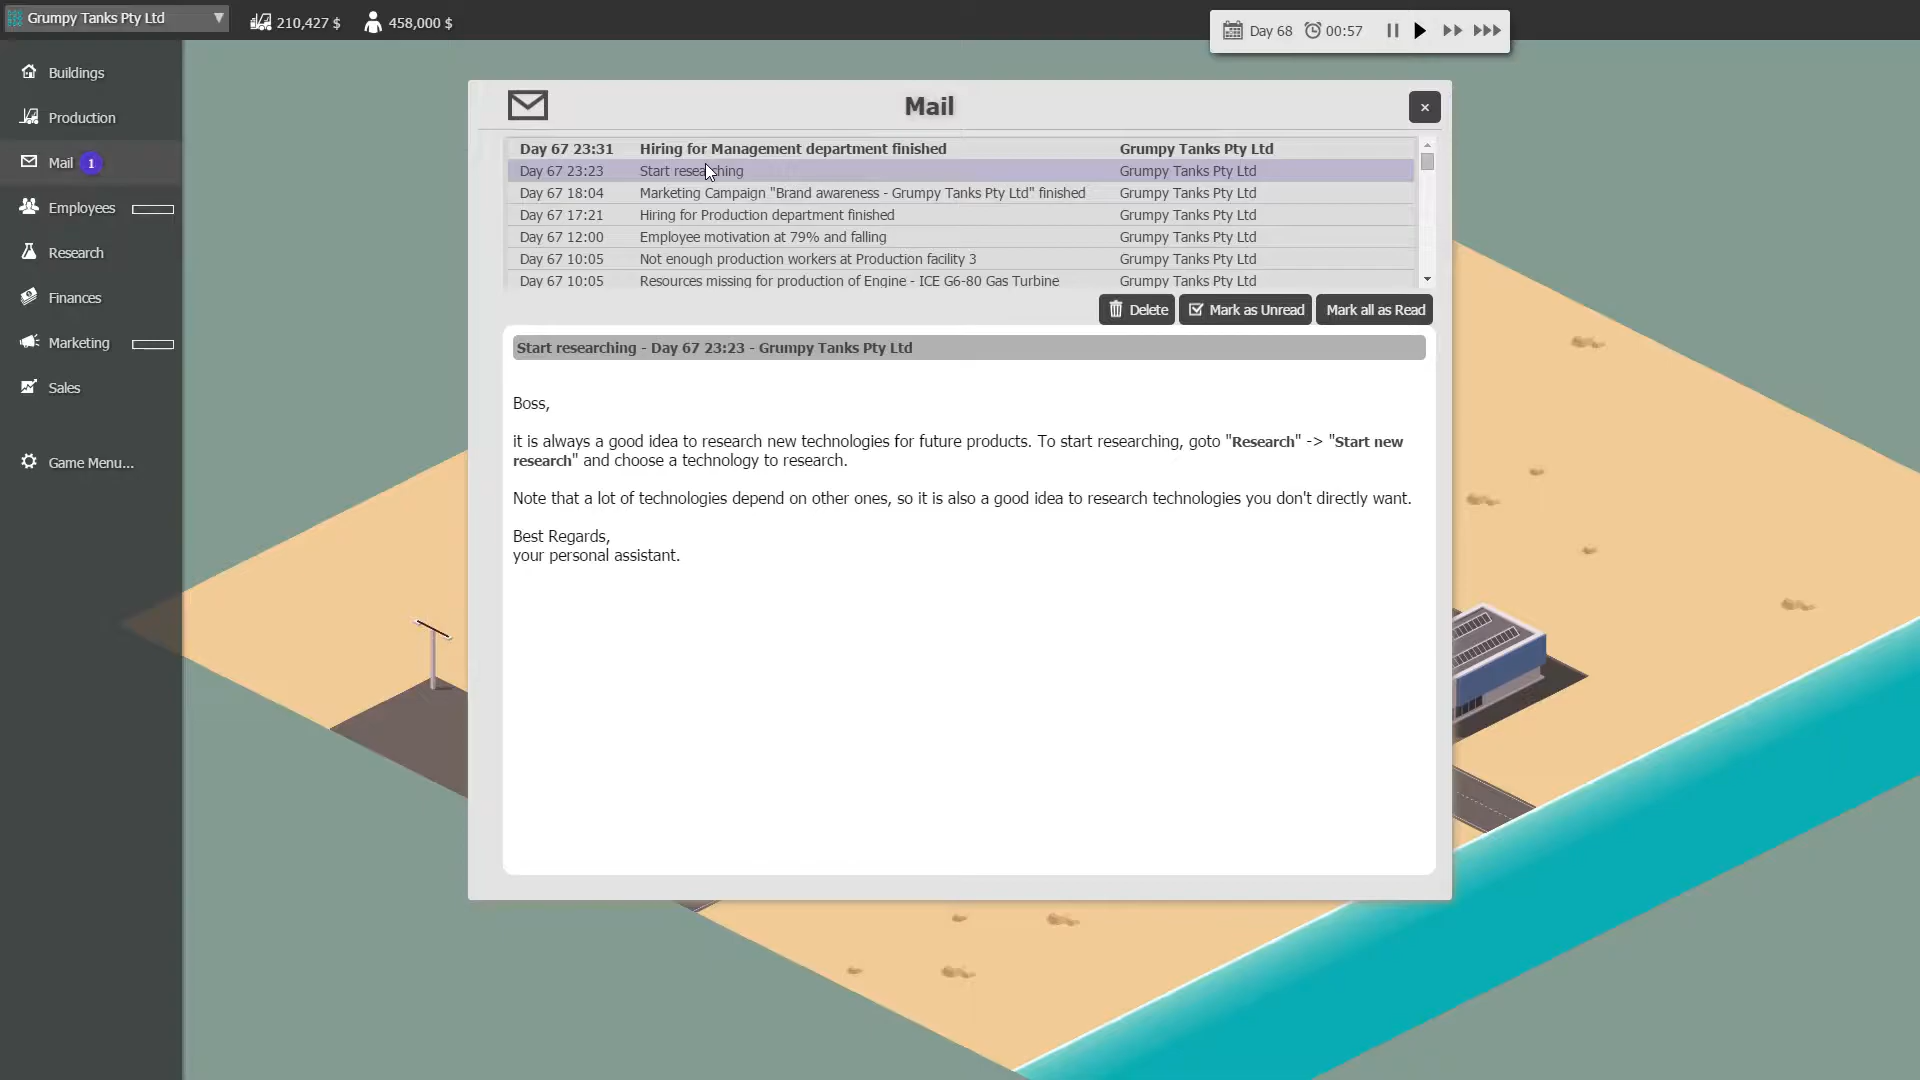 Grumpy Tanks Pty Ltd 210,427 $ 458,000 $ Day 68 00:57
Buildings
Production
Mail 1
Employees
Research
Finances
Marketing
Sales
Game Menu...
Mail
Day 67 23:31 Hiring for Management department finished Grumpy Tanks Pty Ltd
Day 67 23:23 Start researching Grumpy Tanks Pty Ltd
Day 67 18:04 Marketing Campaign "Brand awareness - Grumpy Tanks Pty Ltd" finished Grumpy Tanks Pty Ltd
Day 67 17:21 Hiring for Production department finished Grumpy Tanks Pty Ltd
Day 67 12:00 Employee motivation at 79% and falling Grumpy Tanks Pty Ltd
Day 67 10:05 Not enough production workers at Production facility 3 Grumpy Tanks Pty Ltd
Day 67 10:05 Resources missing for production of Engine - ICE G6-80 Gas Turbine Grumpy Tanks Pty Ltd
Delete Mark as Unread Mark all as Read
Start researching - Day 67 23:23 - Grumpy Tanks Pty Ltd
Boss,
it is always a good idea to research new technologies for future products. To start researching, goto "Research" -> "Start new
research" and choose a technology to research.
Note that a lot of technologies depend on other ones, so it is also a good idea to research technologies you don't directly want.
Best Regards,
your personal assistant.